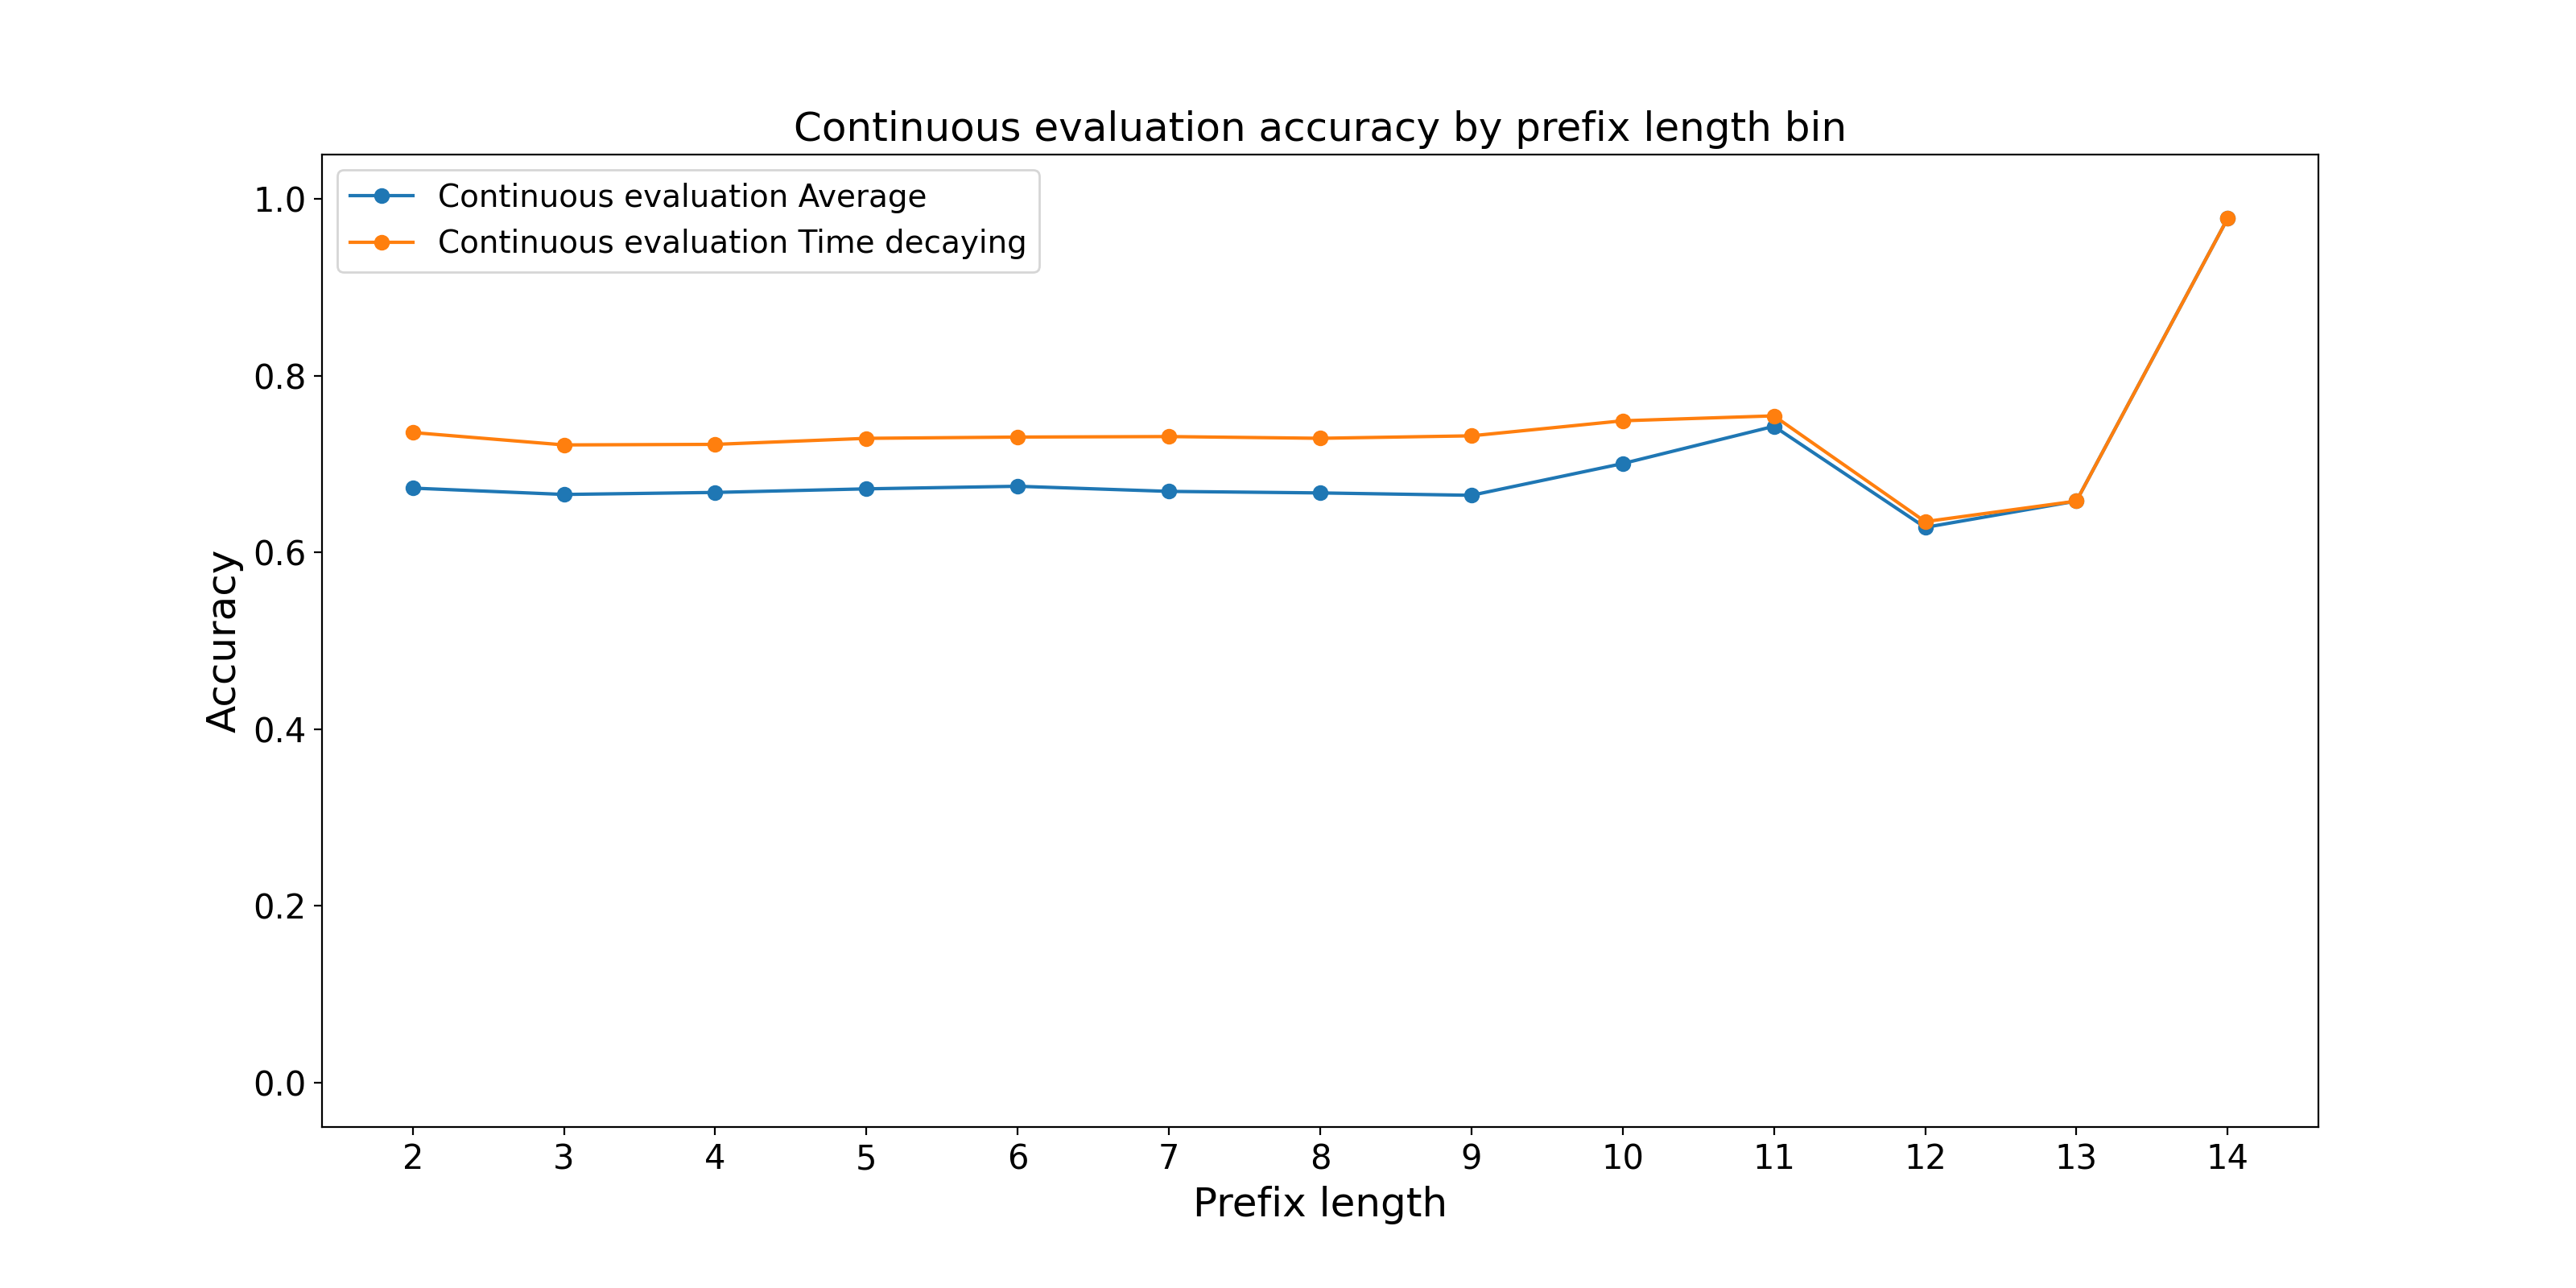 Continuous evaluation accuracy by prefix length bin
Continuous evaluation Average
Continuous evaluation Time decaying
1.0
0.8
0.6
0.4
0.2
0.0
Accuracy
2 3 4 5 6 7 8 9 10 11 12 13 14
Prefix length